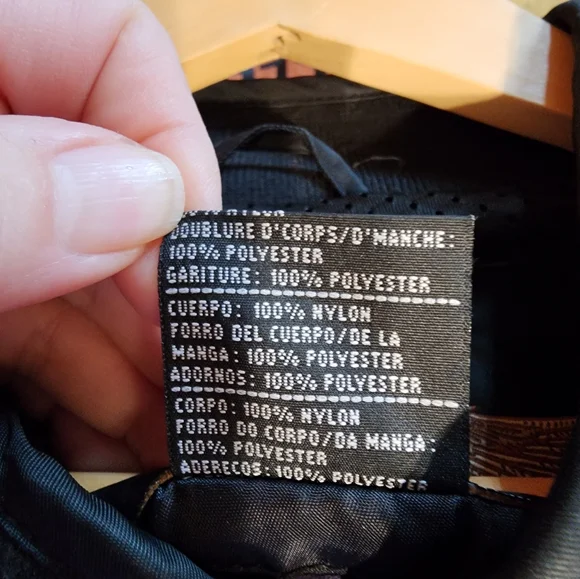 DOUBLURE D'CORPS/D'MANCHE:
100% POLYESTER
GARITURE: 100% POLYESTER
CUERPO: 100% NYLON
FORRO DEL CUERPO/DE LA
MANGA: 100% POLYESTER
ADORNOS: 100% POLYESTER
CORPO: 100% NYLON
FORRO DO CORPO/DA MANGA:
100% POLYESTER
ADERECOS: 100% POLYESTER